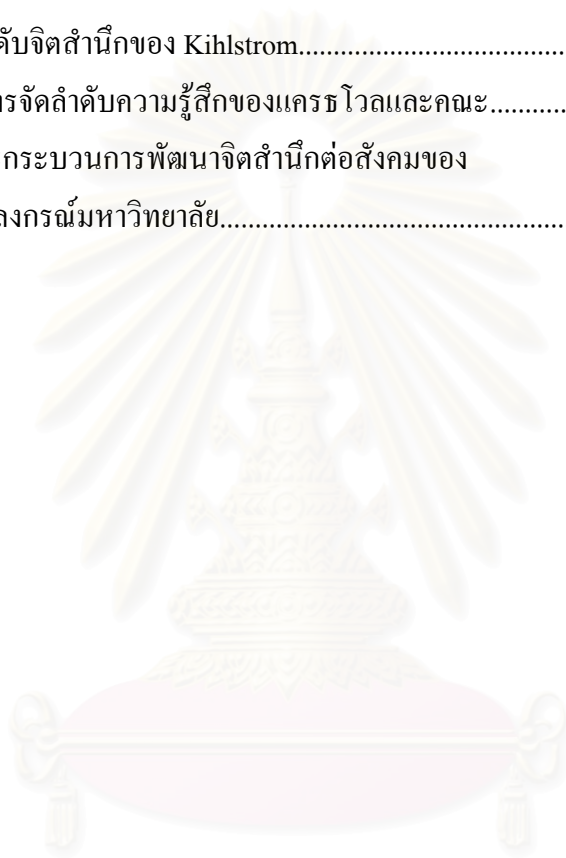 ดับจิตสำนึกของ Kihlstrom......................................
ารจัดลำดับความรู้สึกของแครธโวลและคณะ...........
กระบวนการพัฒนาจิตสำนึกต่อสังคมของ
ลงกรณ์มหาวิทยาลัย.................................................